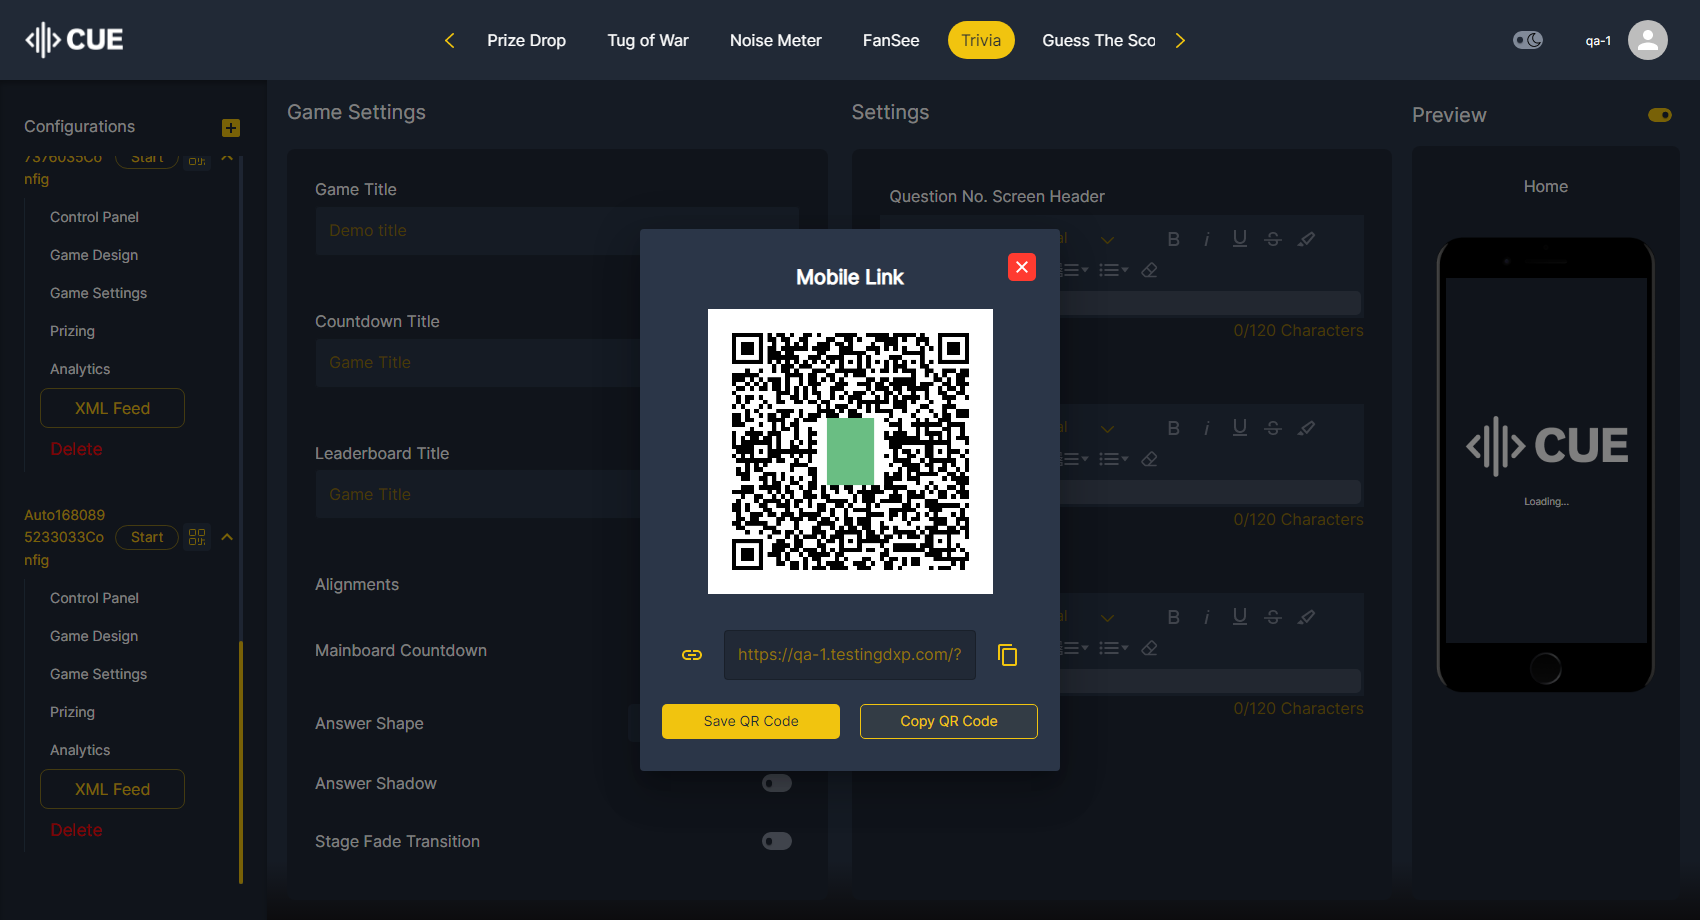 CUE
Prize Drop
Tug of War
Noise Meter
FanSee
Trivia
Guess The Sco
qa-1
Configurations
7376035Co
nfig
Start
Control Panel
Game Design
Game Settings
Prizing
Analytics
XML Feed
Delete
Auto168089
5233033Co
nfig
Start
Control Panel
Game Design
Game Settings
Prizing
Analytics
XML Feed
Delete
Game Settings
Game Title
Demo title
Countdown Title
Game Title
Leaderboard Title
Game Title
Alignments
Mainboard Countdown
Answer Shape
Answer Shadow
Stage Fade Transition
Settings
Question No. Screen Header
al
B i U S
0/120 Characters
al
B i U S
0/120 Characters
al
B i U S
0/120 Characters
Mobile Link
https://qa-1.testingdxp.com/?
Save QR Code
Copy QR Code
Preview
Home
CUE
Loading...